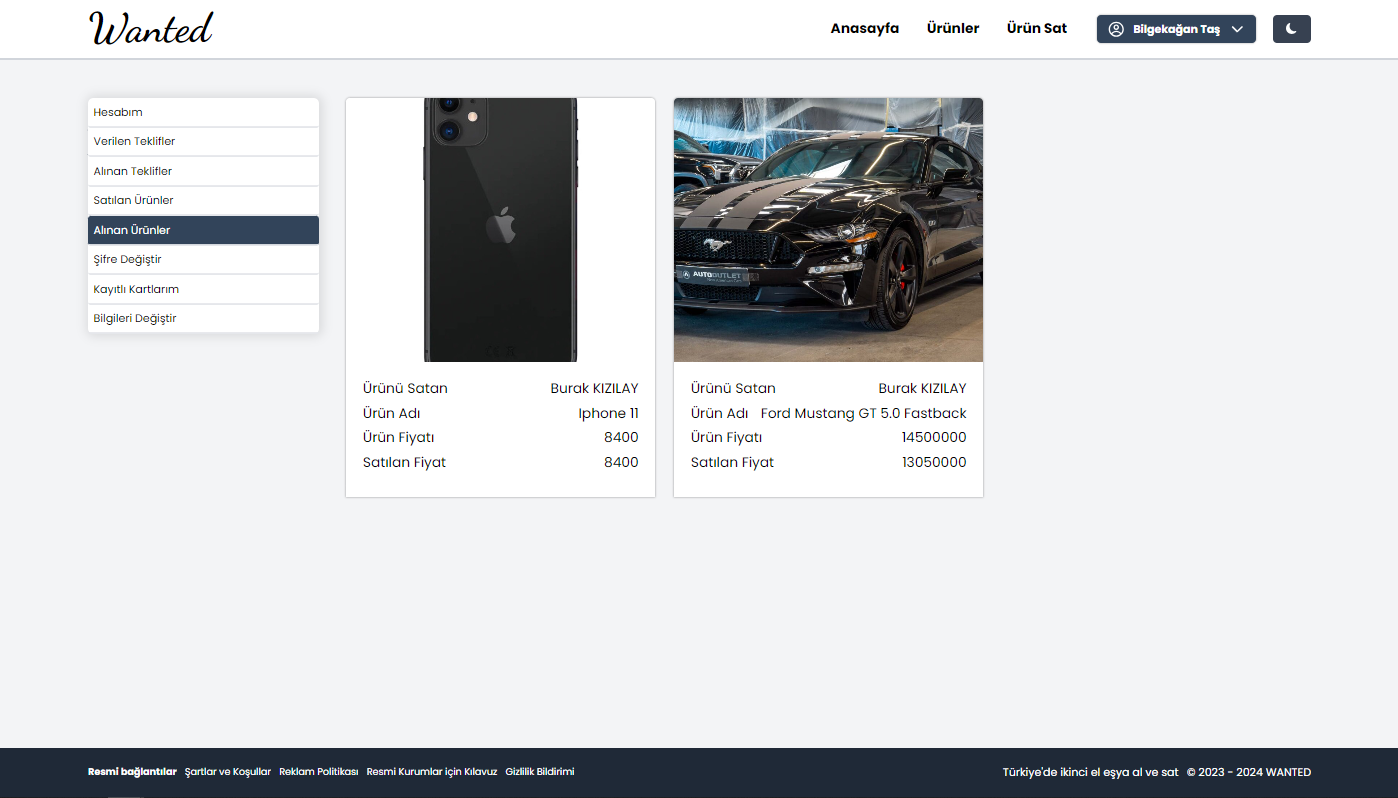 Wanted
Anasayfa Ürünler Ürün Sat Bilgekağan Taş
Hesabım
Verilen Teklifler
Alınan Teklifler
Satılan Ürünler
Alınan Ürünler
Şifre Değiştir
Kayıtlı Kartlarım
Bilgileri Değiştir
Ürünü Satan Burak KIZILAY
Ürün Adı Iphone 11
Ürün Fiyatı 8400
Satılan Fiyat 8400
AUTOOUTLET
Ürünü Satan Burak KIZILAY
Ürün Adı Ford Mustang GT 5.0 Fastback
Ürün Fiyatı 14500000
Satılan Fiyat 13050000
Resmî bağlantılar Şartlar ve Koşullar Reklam Politikası Resmi Kurumlar için Kılavuz Gizlilik Bildirimi
Türkiye'de ikinci el eşya al ve sat © 2023 - 2024 WANTED